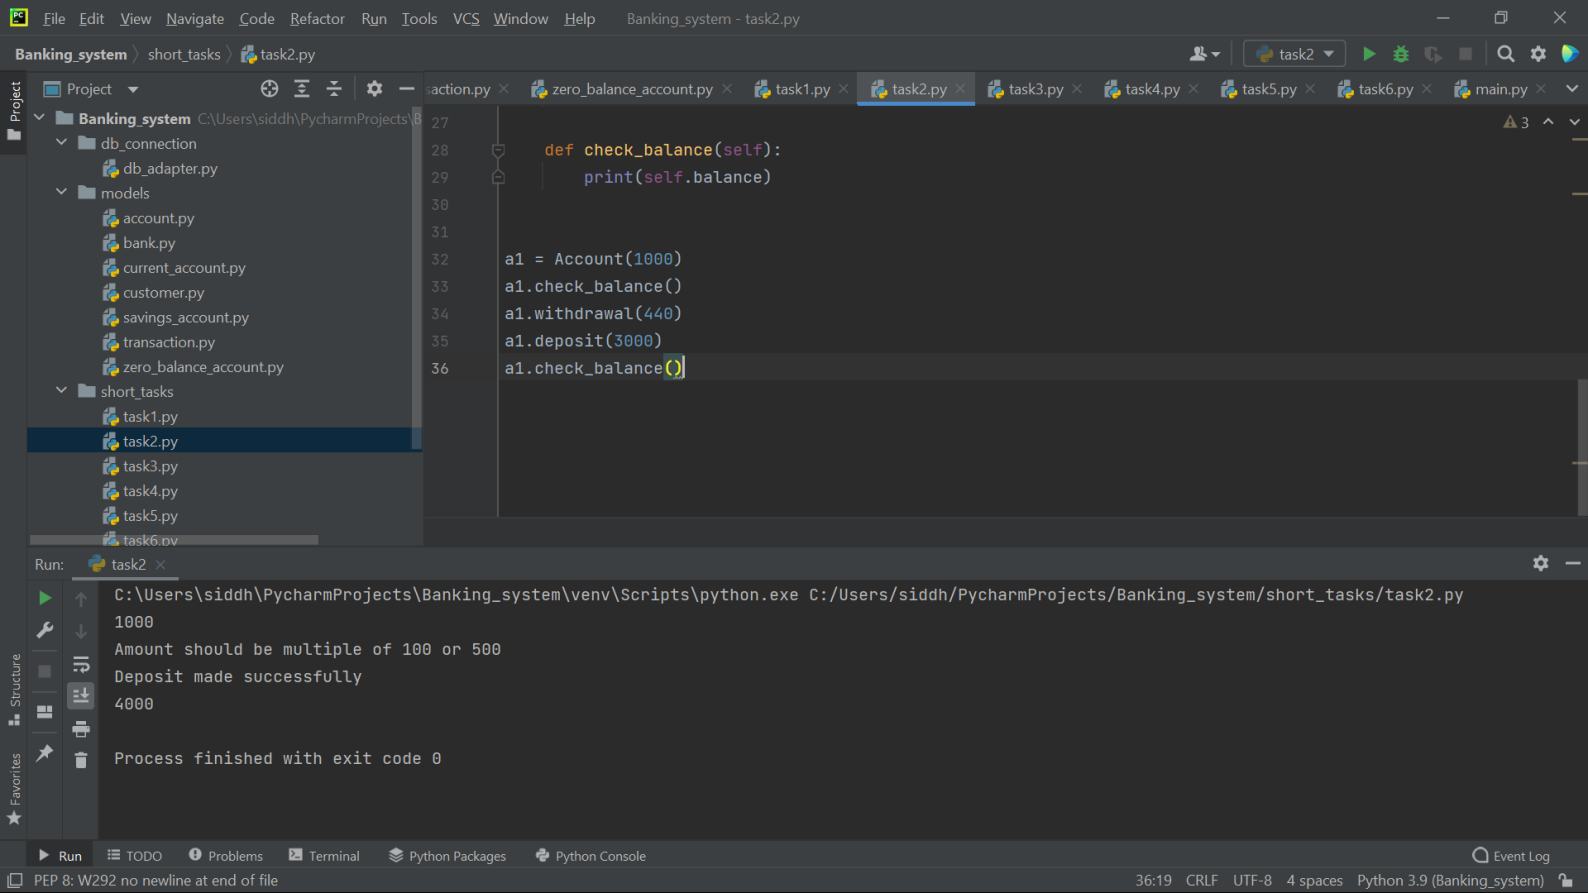 PC File Edit View Navigate Code Refactor Run Tools VCS Window Help Banking_system - task2.py
Banking_system short_tasks task2.py task2
Project
Project
saction.py zero_balance_account.py task1.py task2.py task3.py task4.py task5.py task6.py main.py
Banking_system C:\Users\siddh\PycharmProjects\B
db_connection
db_adapter.py
models
account.py
bank.py
current_account.py
customer.py
savings_account.py
transaction.py
zero_balance_account.py
short_tasks
task1.py
task2.py
task3.py
task4.py
task5.py
task6.py
27
28 def check_balance(self):
29 print(self.balance)
30
31
32 a1 = Account(1000)
33 a1.check_balance()
34 a1.withdrawal(440)
35 a1.deposit(3000)
36 a1.check_balance()
3
Run: task2
C:\Users\siddh\PycharmProjects\Banking_system\venv\Scripts\python.exe C:/Users/siddh/PycharmProjects/Banking_system/short_tasks/task2.py
1000
Amount should be multiple of 100 or 500
Deposit made successfully
4000
Process finished with exit code 0
Structure
Favorites
Run TODO Problems Terminal Python Packages Python Console Event Log
PEP 8: W292 no newline at end of file 36:19 CRLF UTF-8 4 spaces Python 3.9 (Banking_system)